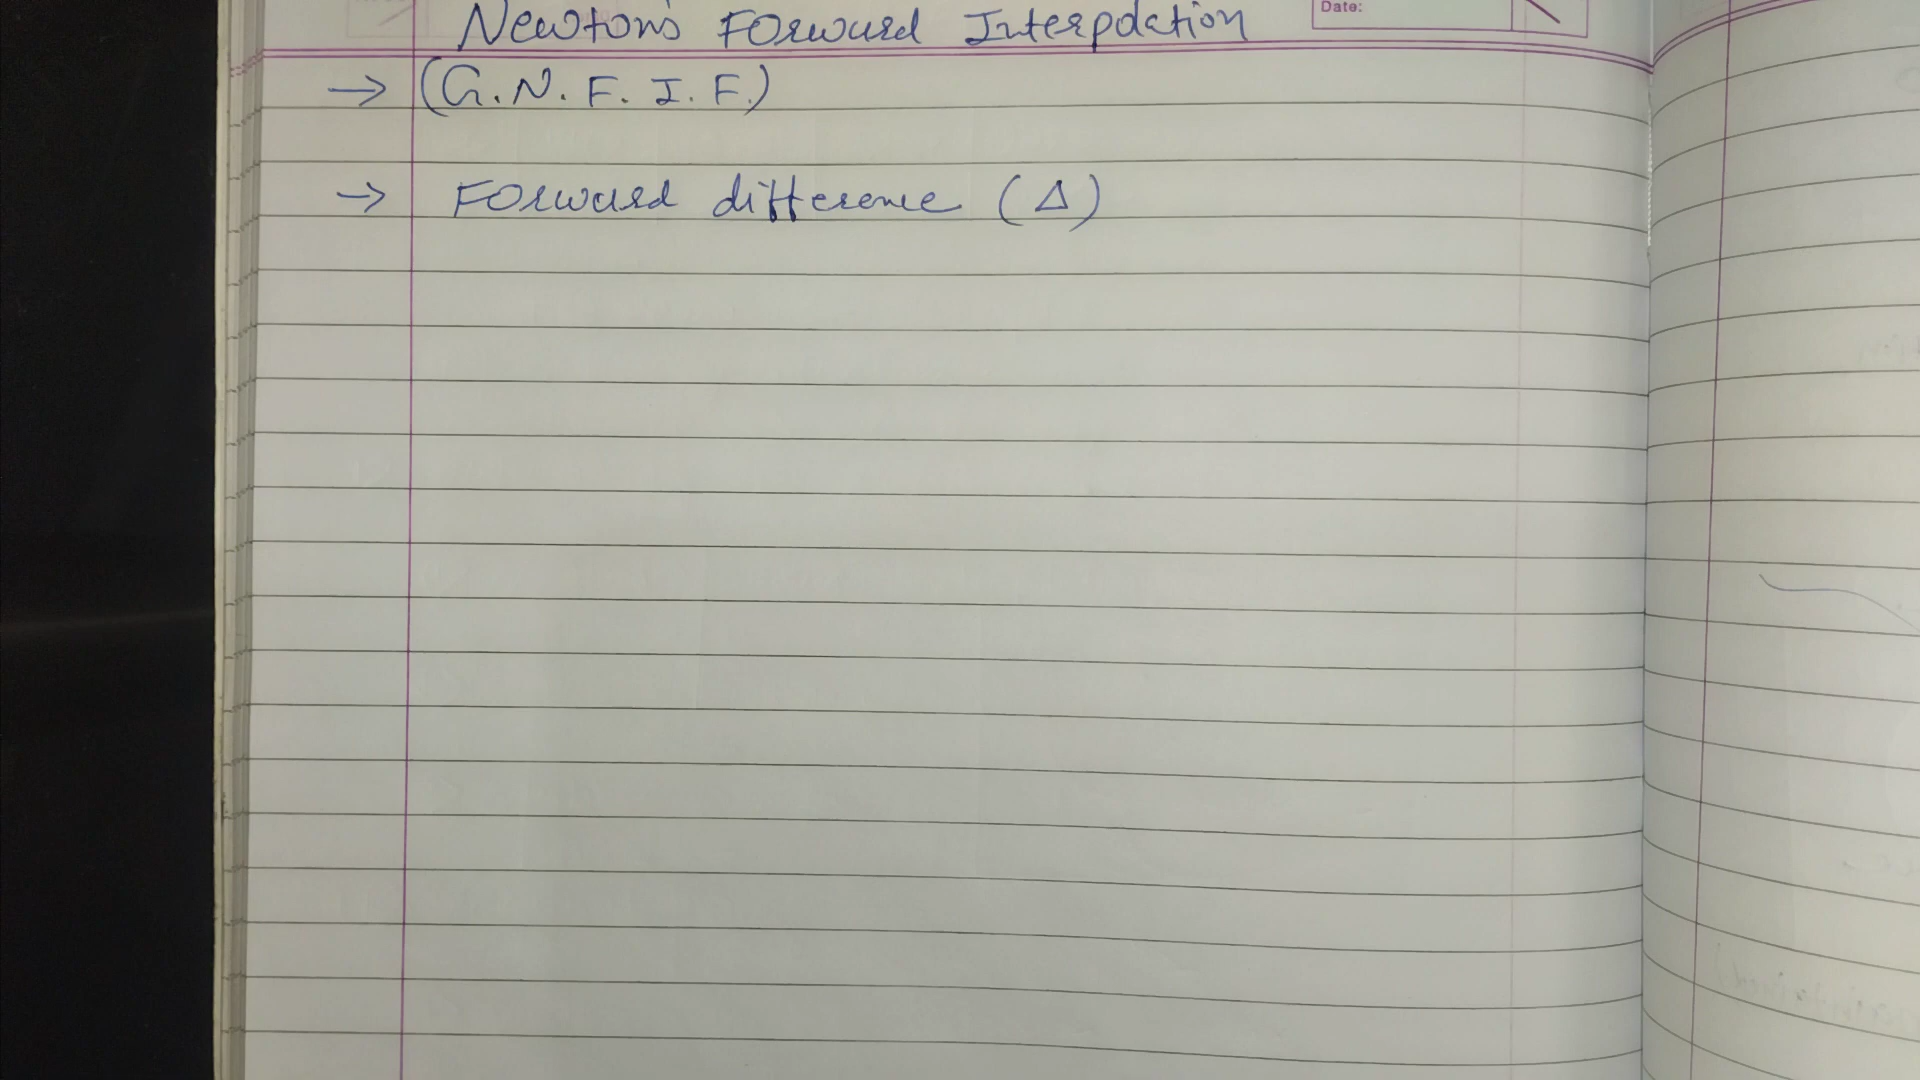 Date:
Newton's Forward Interpolation
→ (G. N. F. I. F.)
→ Forward difference (Δ)